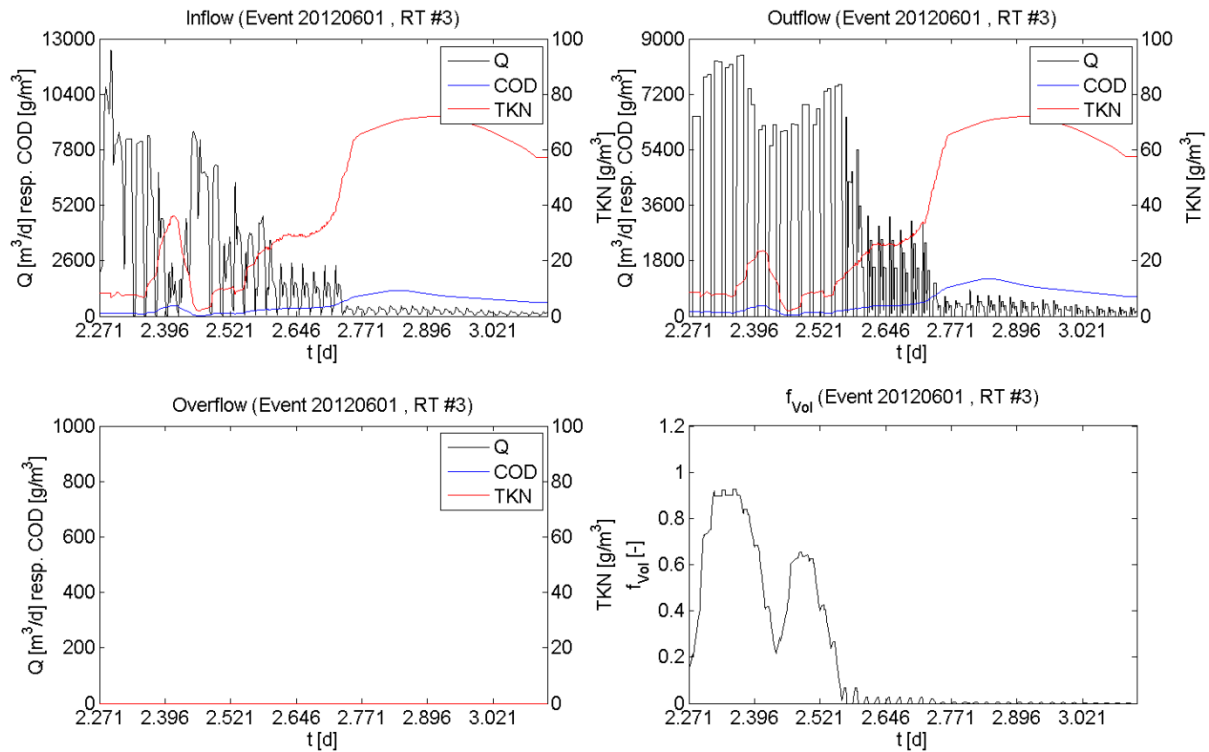 Inflow (Event 20120601 , RT #3)
Q [m³/d] resp. COD [g/m³]
13000
10400
7800
5200
2600
0
100
80
60
40
20
0
TKN [g/m³]
Q
COD
TKN
2.271 2.396 2.521 2.646 2.771 2.896 3.021
t [d]
Outflow (Event 20120601 , RT #3)
Q [m³/d] resp. COD [g/m³]
9000
7200
5400
3600
1800
0
100
80
60
40
20
0
TKN [g/m³]
Q
COD
TKN
2.271 2.396 2.521 2.646 2.771 2.896 3.021
t [d]
Overflow (Event 20120601 , RT #3)
Q [m³/d] resp. COD [g/m³]
1000
800
600
400
200
0
100
80
60
40
20
0
TKN [g/m³]
Q
COD
TKN
2.271 2.396 2.521 2.646 2.771 2.896 3.021
t [d]
f_Vol (Event 20120601 , RT #3)
f_Vol [-]
1.2
1
0.8
0.6
0.4
0.2
0
2.271 2.396 2.521 2.646 2.771 2.896 3.021
t [d]